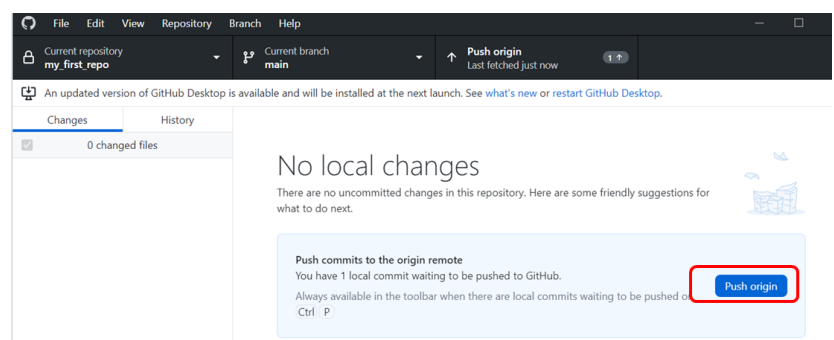 File Edit View Repository Branch Help
Current repository
my_first_repo
Current branch
main
Push origin
Last fetched just now
1
An updated version of GitHub Desktop is available and will be installed at the next launch. See what's new or restart GitHub Desktop.
Changes History
0 changed files
No local changes
There are no uncommitted changes in this repository. Here are some friendly suggestions for
what to do next.
Push commits to the origin remote
You have 1 local commit waiting to be pushed to GitHub.
Always available in the toolbar when there are local commits waiting to be pushed
Ctrl P
Push origin